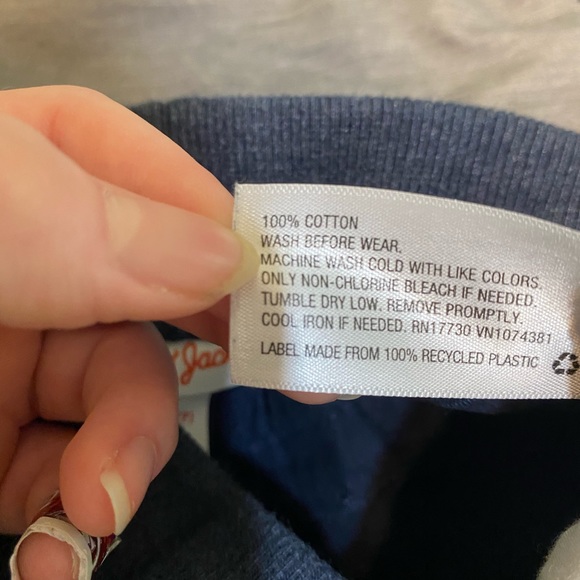 100% COTTON
WASH BEFORE WEAR.
MACHINE WASH COLD WITH LIKE COLORS.
ONLY NON-CHLORINE BLEACH IF NEEDED.
TUMBLE DRY LOW. REMOVE PROMPTLY.
COOL IRON IF NEEDED. RN17730 VN1074381
LABEL MADE FROM 100% RECYCLED PLASTIC